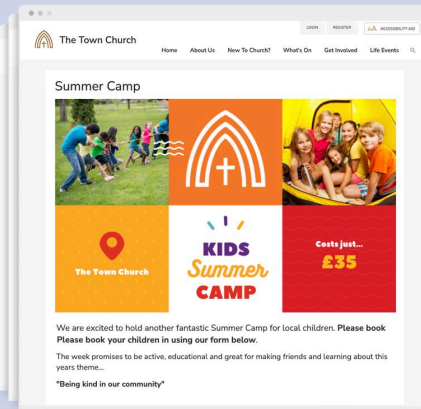 LOGIN REGISTER ACCESSIBILITY AID
The Town Church
Home About Us New To Church? What's On Get Involved Life Events
Summer Camp
The Town Church
KIDS
Summer
CAMP
Costs just...
£35
We are excited to hold another fantastic Summer Camp for local children. Please book
Please book your children in using our form below.
The week promises to be active, educational and great for making friends and learning about this
years theme...
"Being kind in our community"